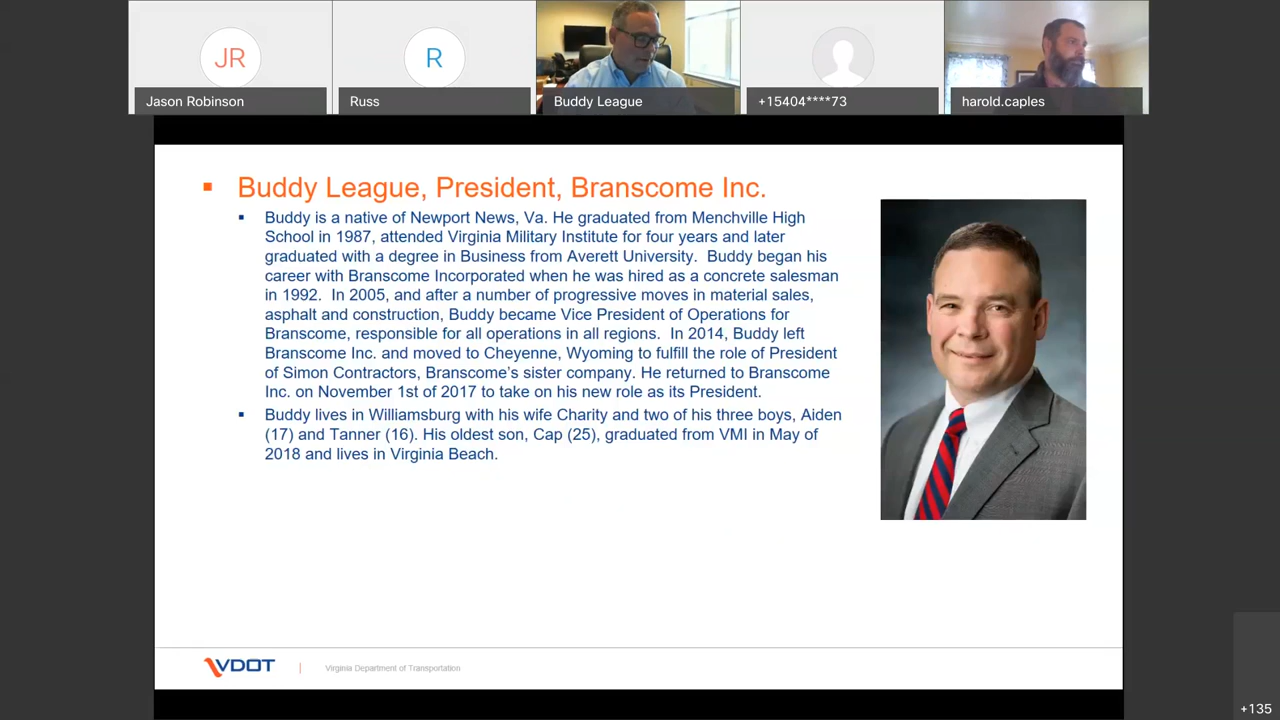 JR
R
Jason Robinson
Russ
Buddy League
+15404****73
harold.caples
▪ Buddy League, President, Branscome Inc.
▪ Buddy is a native of Newport News, Va. He graduated from Menchville High
School in 1987, attended Virginia Military Institute for four years and later
graduated with a degree in Business from Averett University. Buddy began his
career with Branscome Incorporated when he was hired as a concrete salesman
in 1992. In 2005, and after a number of progressive moves in material sales,
asphalt and construction, Buddy became Vice President of Operations for
Branscome, responsible for all operations in all regions. In 2014, Buddy left
Branscome Inc. and moved to Cheyenne, Wyoming to fulfill the role of President
of Simon Contractors, Branscome's sister company. He returned to Branscome
Inc. on November 1st of 2017 to take on his new role as its President.
▪ Buddy lives in Williamsburg with his wife Charity and two of his three boys, Aiden
(17) and Tanner (16). His oldest son, Cap (25), graduated from VMI in May of
2018 and lives in Virginia Beach.
VDOT | Virginia Department of Transportation
+135